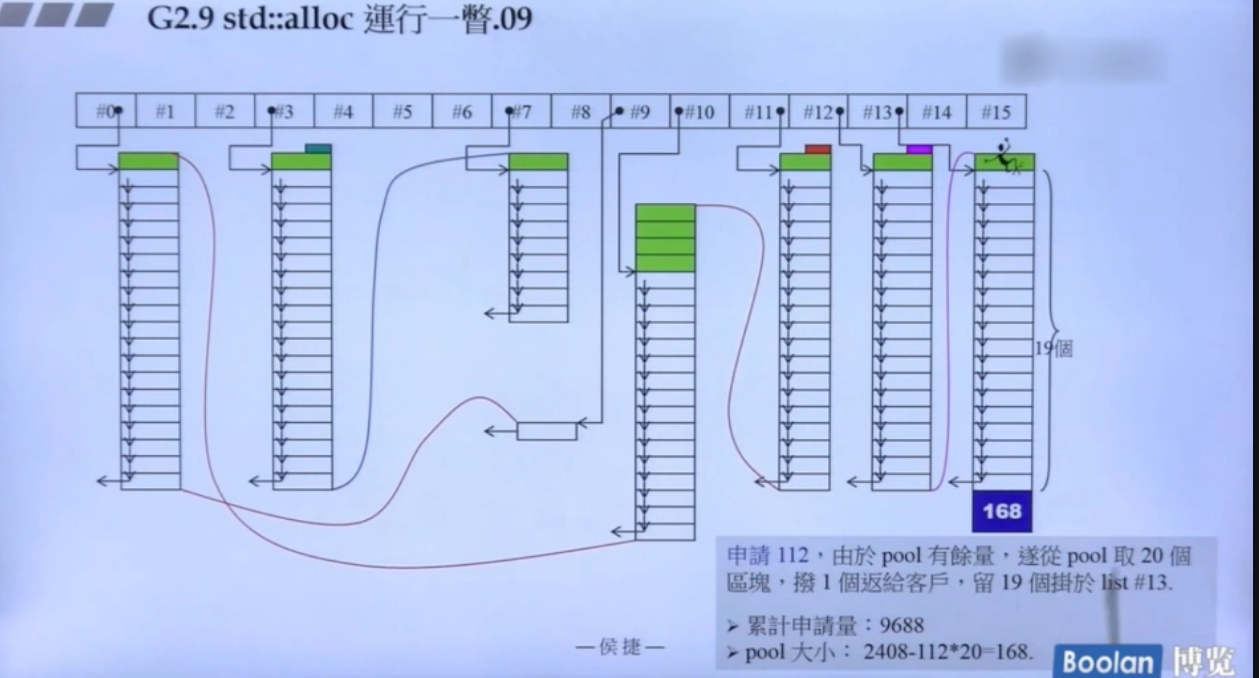 G2.9 std::alloc 運行一瞥.09
#0 #1 #2 #3 #4 #5 #6 #7 #8 #9 #10 #11 #12 #13 #14 #15
19個
168
申請 112，由於 pool 有餘量，遂從 pool 取 20 個
區塊，撥 1 個返給客戶，留 19 個掛於 list #13.
➢ 累計申請量：9688
➢ pool 大小： 2408-112*20=168.
—侯捷—
Boolan 博览